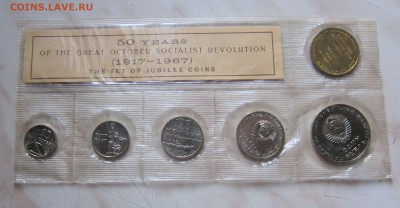 COINS.LAVE.RU
50 YEARS
OF THE GREAT OCTOBER SOCIALIST REVOLUTION
(1917-1967)
THE SET OF JUBILEE COINS